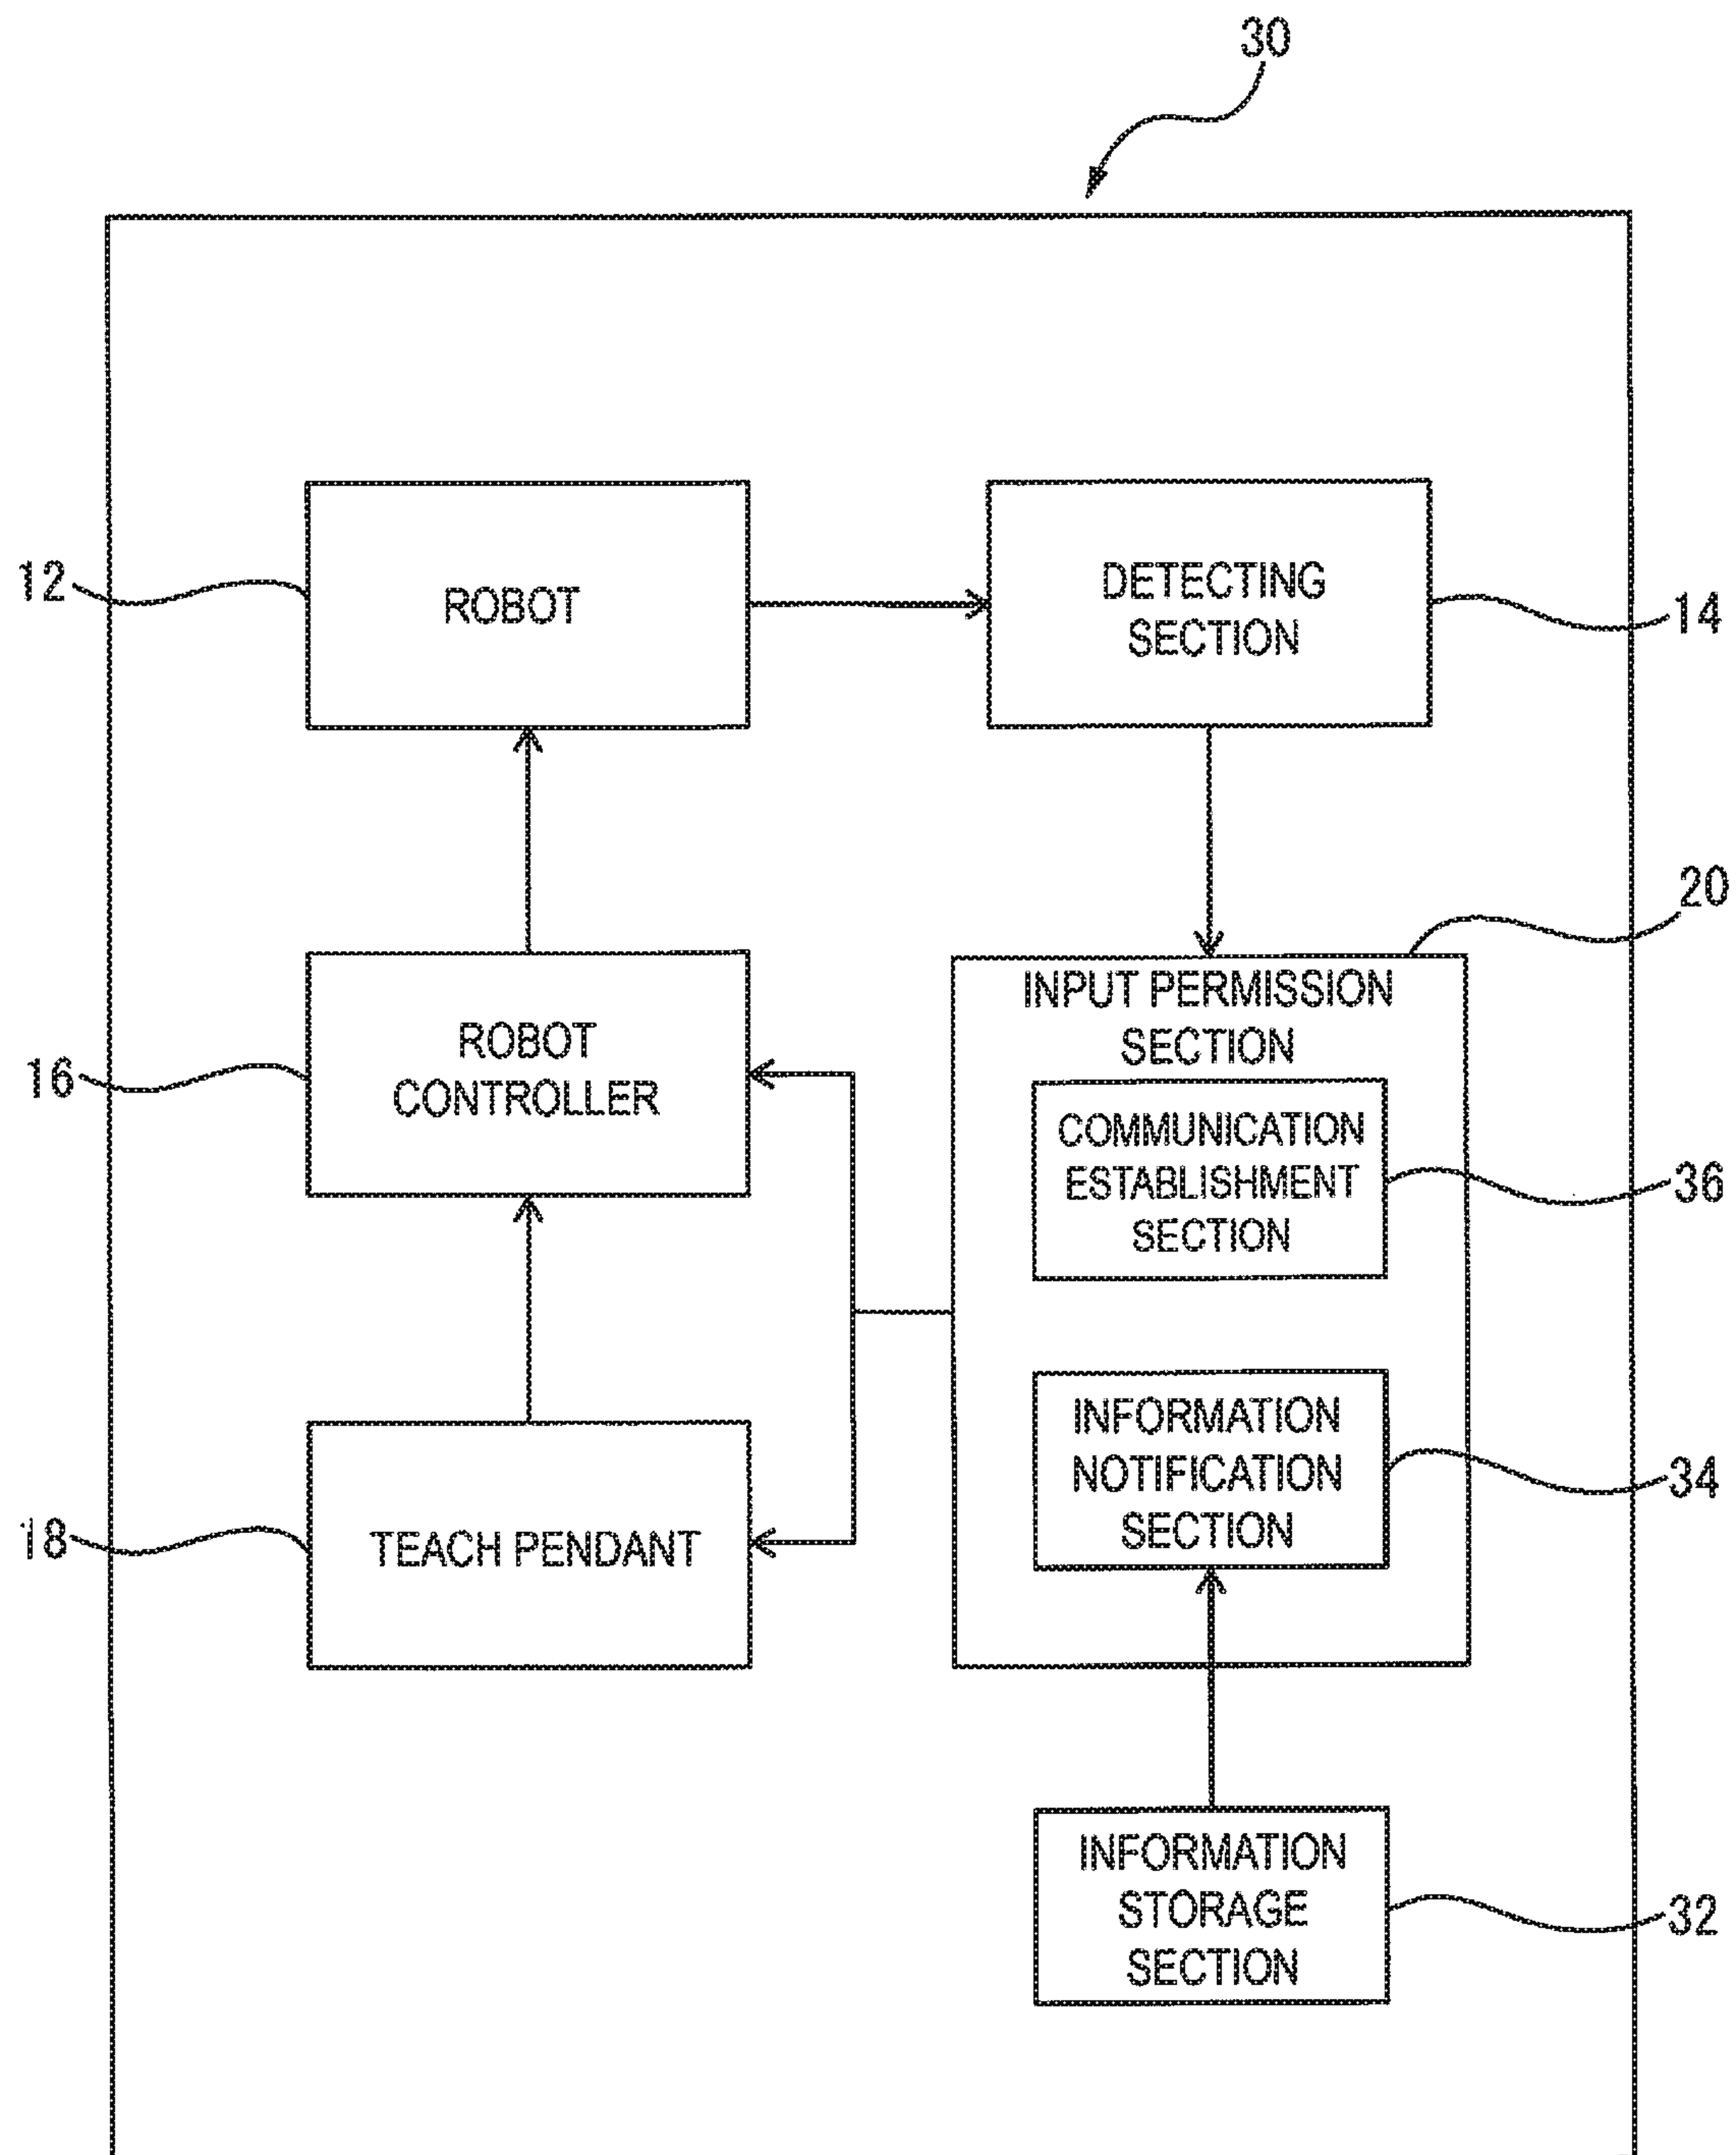 30
12
ROBOT
DETECTING
SECTION
14
20
INPUT PERMISSION
SECTION
16
ROBOT
CONTROLLER
COMMUNICATION
ESTABLISHMENT
SECTION
36
INFORMATION
NOTIFICATION
SECTION
34
18
TEACH PENDANT
INFORMATION
STORAGE
SECTION
32